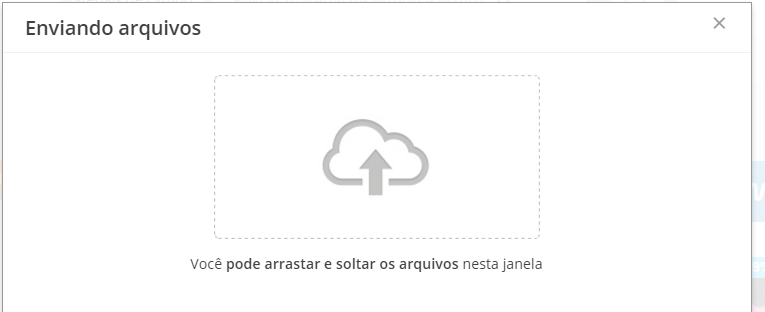 Enviando arquivos
Você pode arrastar e soltar os arquivos nesta janela